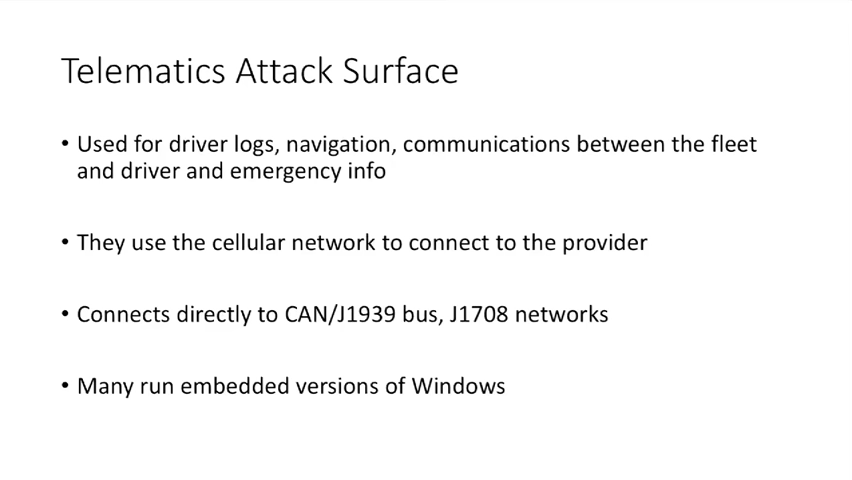 Telematics Attack Surface
• Used for driver logs, navigation, communications between the fleet
and driver and emergency info
• They use the cellular network to connect to the provider
• Connects directly to CAN/J1939 bus, J1708 networks
• Many run embedded versions of Windows